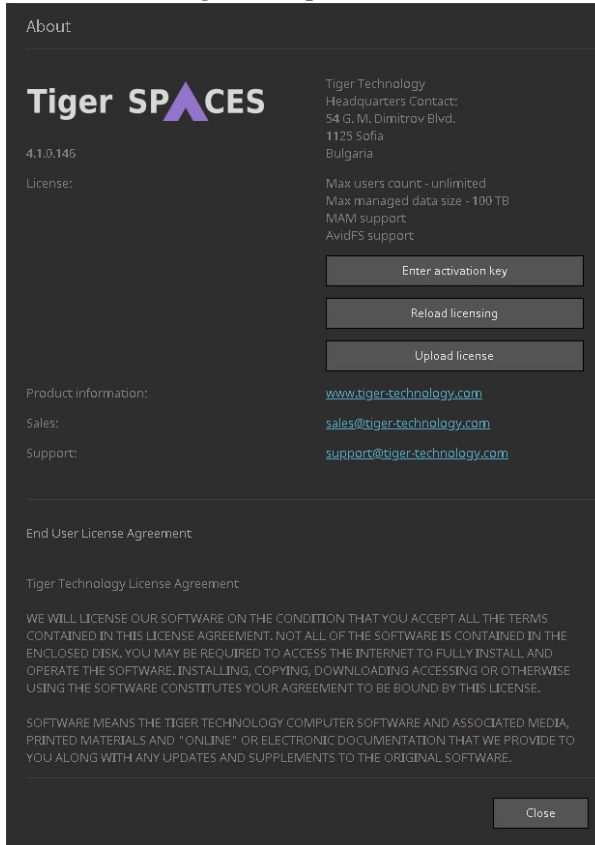 About
Tiger SPACES
Tiger Technology
Headquarters Contact:
54 G. M. Dimitrov Blvd.
1125 Sofia
4.1.0.146
Bulgaria
License:
Max users count - unlimited
Max managed data size - 100 TB
MAM support
AvidFS support
Enter activation key
Reload licensing
Upload license
Product information:
www.tiger-technology.com
Sales:
sales@tiger-technology.com
Support:
support@tiger-technology.com
End User License Agreement
Tiger Technology License Agreement
WE WILL LICENSE OUR SOFTWARE ON THE CONDITION THAT YOU ACCEPT ALL THE TERMS
CONTAINED IN THIS LICENSE AGREEMENT. NOT ALL OF THE SOFTWARE IS CONTAINED IN THE
ENCLOSED DISK. YOU MAY BE REQUIRED TO ACCESS THE INTERNET TO FULLY INSTALL AND
OPERATE THE SOFTWARE. INSTALLING, COPYING, DOWNLOADING ACCESSING OR OTHERWISE
USING THE SOFTWARE CONSTITUTES YOUR AGREEMENT TO BE BOUND BY THIS LICENSE.
SOFTWARE MEANS THE TIGER TECHNOLOGY COMPUTER SOFTWARE AND ASSOCIATED MEDIA,
PRINTED MATERIALS AND "ONLINE" OR ELECTRONIC DOCUMENTATION THAT WE PROVIDE TO
YOU ALONG WITH ANY UPDATES AND SUPPLEMENTS TO THE ORIGINAL SOFTWARE.
Close